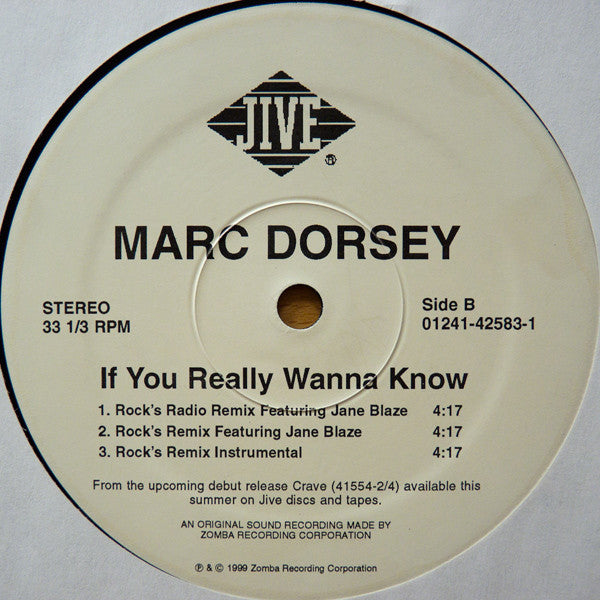 JIVE
®
MARC DORSEY
STEREO
33 1/3 RPM
Side B
01241-42583-1
If You Really Wanna Know
1. Rock's Radio Remix Featuring Jane Blaze 4:17
2. Rock's Remix Featuring Jane Blaze 4:17
3. Rock's Remix Instrumental 4:17
From the upcoming debut release Crave (41554-2/4) available this
summer on Jive discs and tapes.
AN ORIGINAL SOUND RECORDING MADE BY
ZOMBA RECORDING CORPORATION
℗ & © 1999 Zomba Recording Corporation